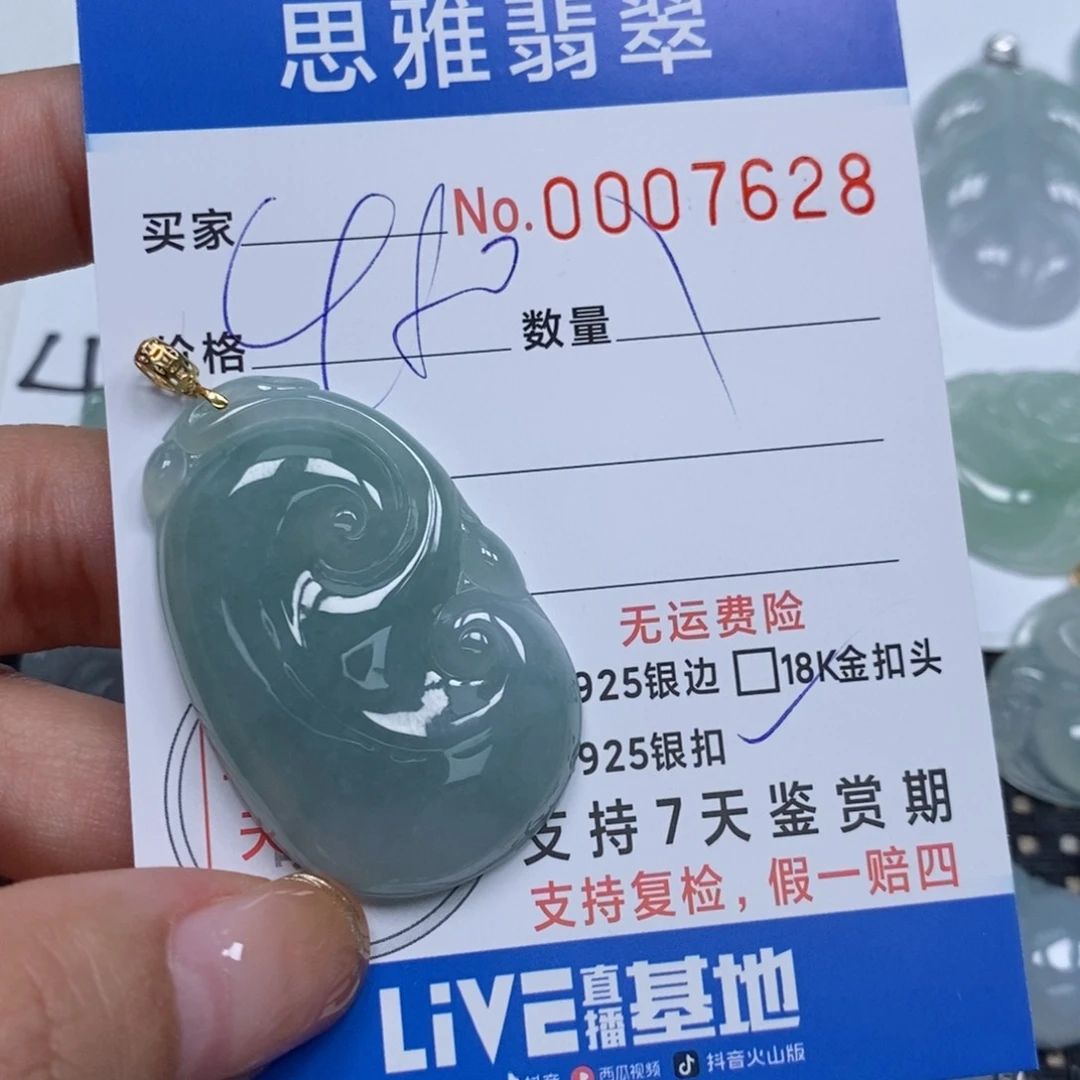 思雅翡翠
买家 No.0007628
价格 数量
无运费险
925银边 □18K金扣头
925银扣
支持7天鉴赏期
支持复检，假一赔四
LiVE直播基地
抖音 西瓜视频 抖音火山版